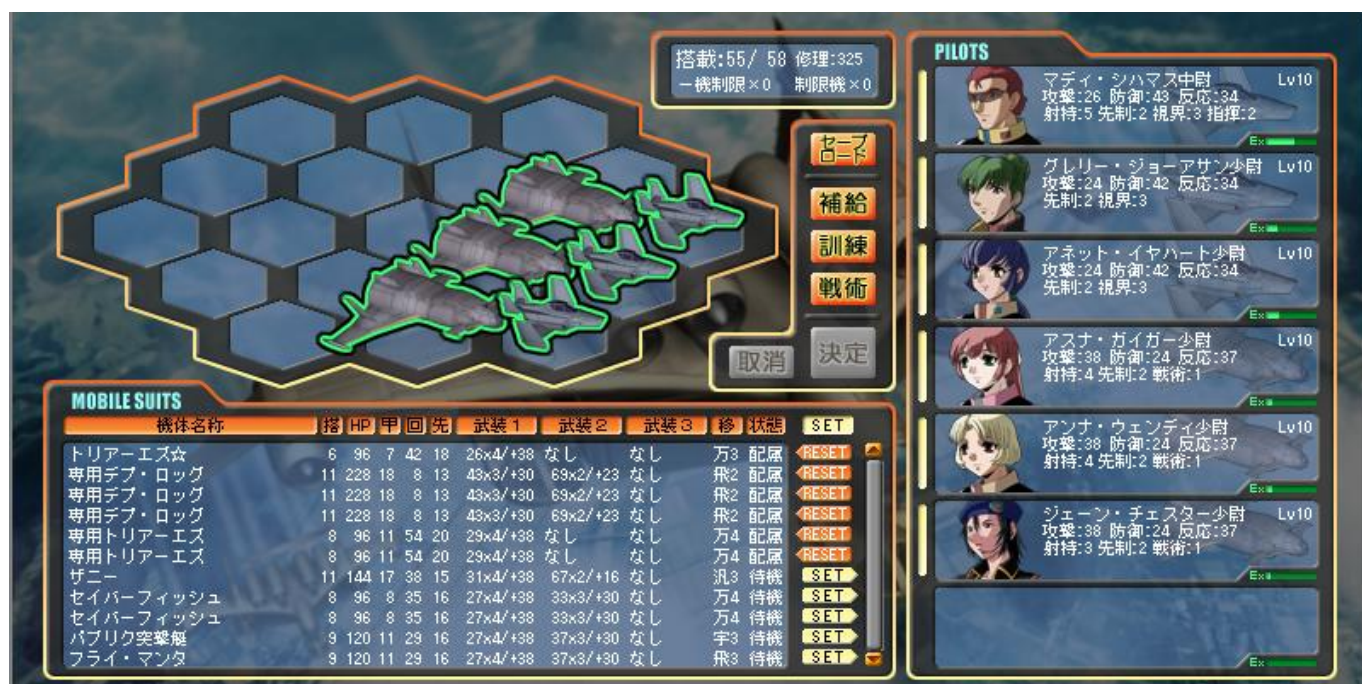 搭載:55/ 58 修理:325
一機制限×0 制限機×0
セーブ
ロード
補給
訓練
戦術
取消
決定
MOBILE SUITS
機体名称 搭 HP 甲 回 先 武装1 武装2 武装3 移 状態 SET
トリアーエズ☆ 6 96 7 42 18 26x4/+38 なし なし 万3 配属 RESET
専用デプ・ロッグ 11 228 18 8 13 43x3/+30 69x2/+23 なし 飛2 配属 RESET
専用デプ・ロッグ 11 228 18 8 13 43x3/+30 69x2/+23 なし 飛2 配属 RESET
専用デプ・ロッグ 11 228 18 8 13 43x3/+30 69x2/+23 なし 飛2 配属 RESET
専用トリアーエズ 8 96 11 54 20 29x4/+38 なし なし 万4 配属 RESET
専用トリアーエズ 8 96 11 54 20 29x4/+38 なし なし 万4 配属 RESET
ザニー 11 144 17 38 15 31x4/+38 67x2/+16 なし 汎3 待機 SET
セイバーフィッシュ 8 96 8 35 16 27x4/+38 33x3/+30 なし 万4 待機 SET
セイバーフィッシュ 8 96 8 35 16 27x4/+38 33x3/+30 なし 万4 待機 SET
パブリク突撃艇 9 120 11 29 16 27x4/+38 37x3/+30 なし 宇3 待機 SET
フライ・マンタ 9 120 11 29 16 27x4/+38 37x3/+30 なし 飛3 待機 SET
PILOTS
マディ・シハマス中尉 Lv10
攻撃:26 防御:43 反応:34
射持:5 先制:2 視界:3 指揮:2
Ex
グレリー・ジョーアサン少尉 Lv10
攻撃:24 防御:42 反応:34
先制:2 視界:3
Ex
アネット・イヤハート少尉 Lv10
攻撃:24 防御:42 反応:34
先制:2 視界:3
Ex
アスナ・ガイガー少尉 Lv10
攻撃:38 防御:24 反応:37
射持:4 先制:2 戦術:1
Ex
アンナ・ウェンディ少尉 Lv10
攻撃:38 防御:24 反応:37
射持:4 先制:2 戦術:1
Ex
ジェーン・チェスター少尉 Lv10
攻撃:38 防御:24 反応:37
射持:3 先制:2 戦術:1
Ex
Ex